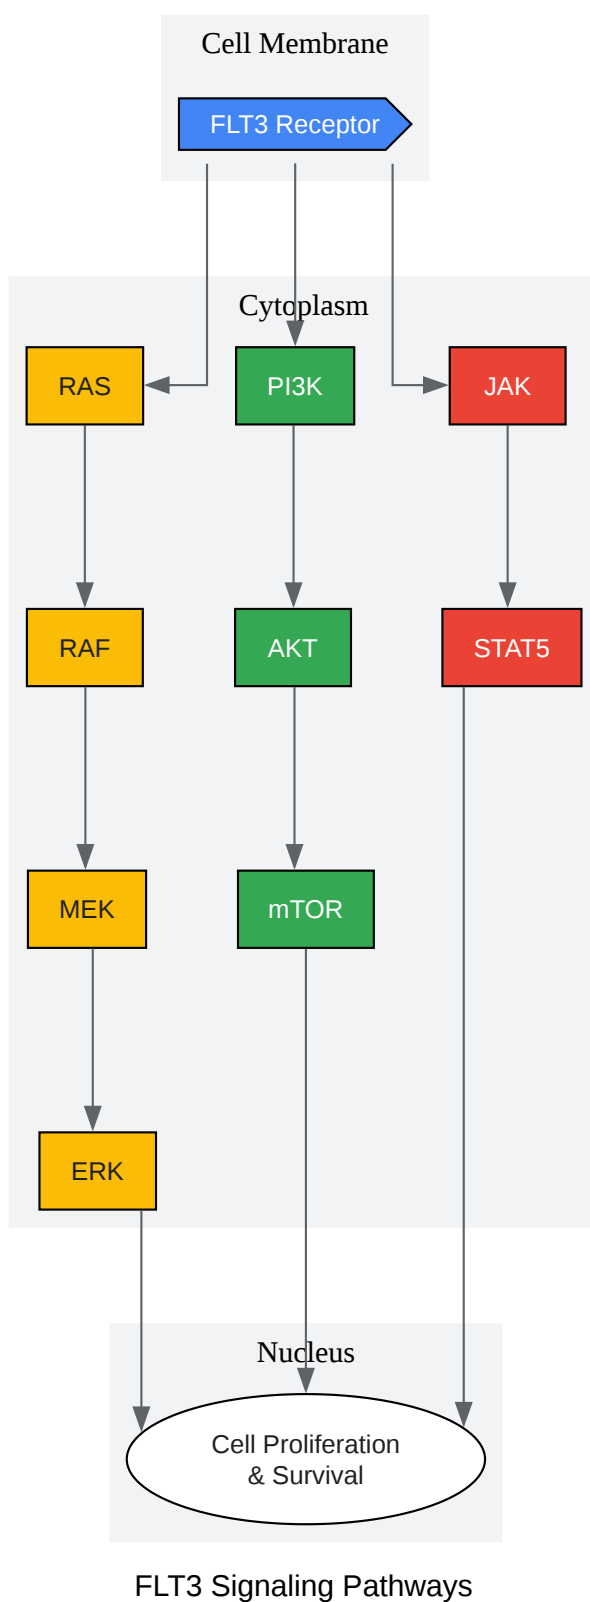 Cell Membrane
FLT3 Receptor
Cytoplasm
RAS
PI3K
JAK
RAF
AKT
STAT5
MEK
mTOR
ERK
Nucleus
Cell Proliferation
& Survival
FLT3 Signaling Pathways